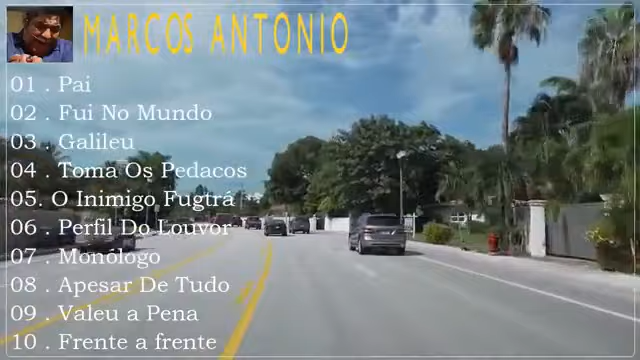 MARCOS ANTONIO
01 . Pai
02 . Fui No Mundo
03 . Galileu
04 . Toma Os Pedacos
05. O Inimigo Fugtrá
06 . Perfil Do Louvor
07 . Monólogo
08 . Apesar De Tudo
09 . Valeu a Pena
10 . Frente a frente